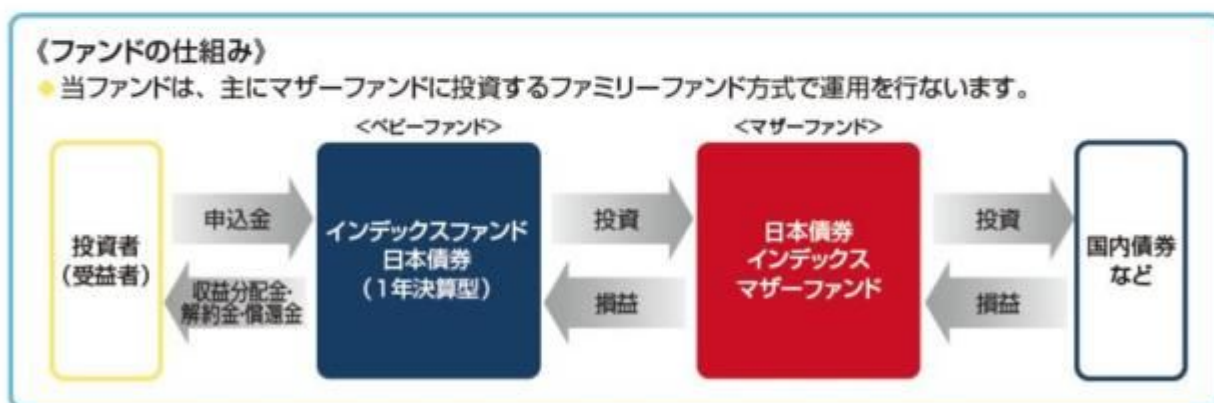 《ファンドの仕組み》
◆当ファンドは、主にマザーファンドに投資するファミリーファンド方式で運用を行ないます。
<ベビーファンド>
<マザーファンド>
投資者
(受益者)
申込金
収益分配金・
解約金・償還金
インデックスファンド
日本債券
(1年決算型)
投資
損益
日本債券
インデックス
マザーファンド
投資
損益
国内債券
など